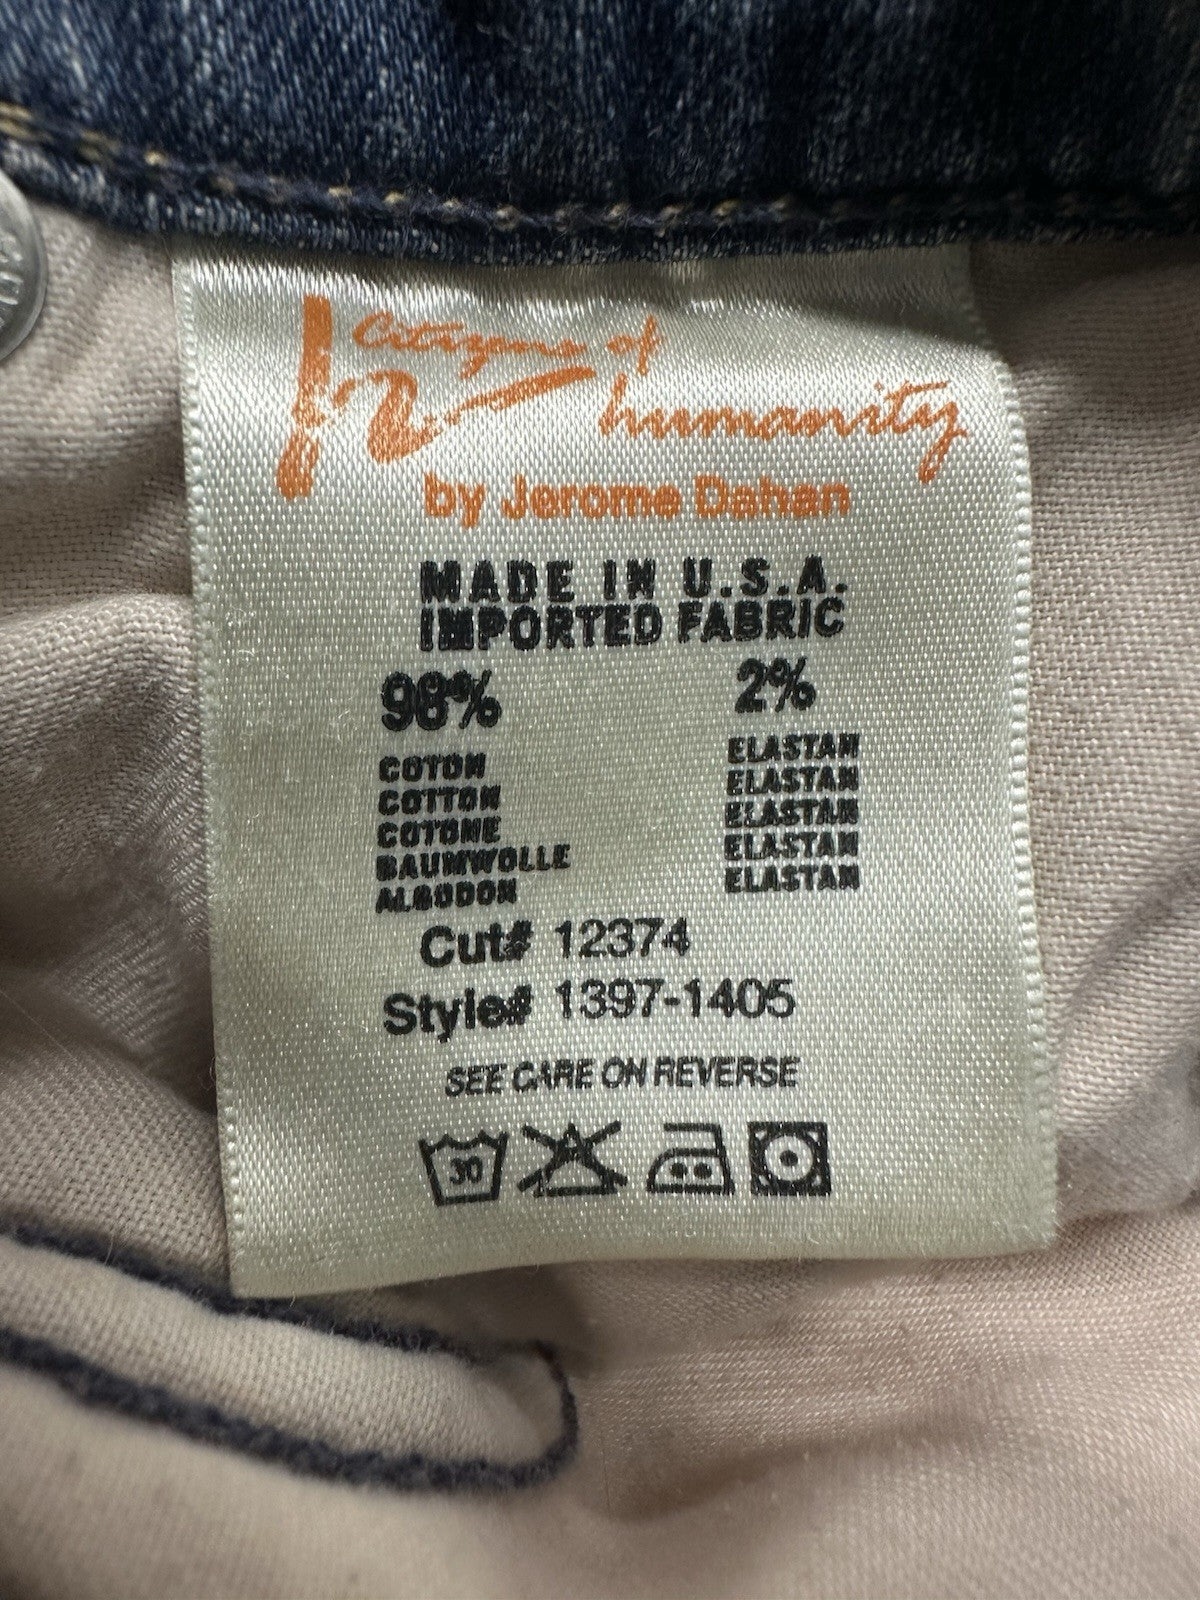 Citizens of
humanity
by Jerome Dahan
MADE IN U.S.A.
IMPORTED FABRIC
98% 2%
COTON ELASTAN
COTTON ELASTAN
COTONE ELASTAN
BAUMWOLLE ELASTAN
ALGODON ELASTAN
Cut# 12374
Style# 1397-1405
SEE CARE ON REVERSE
30